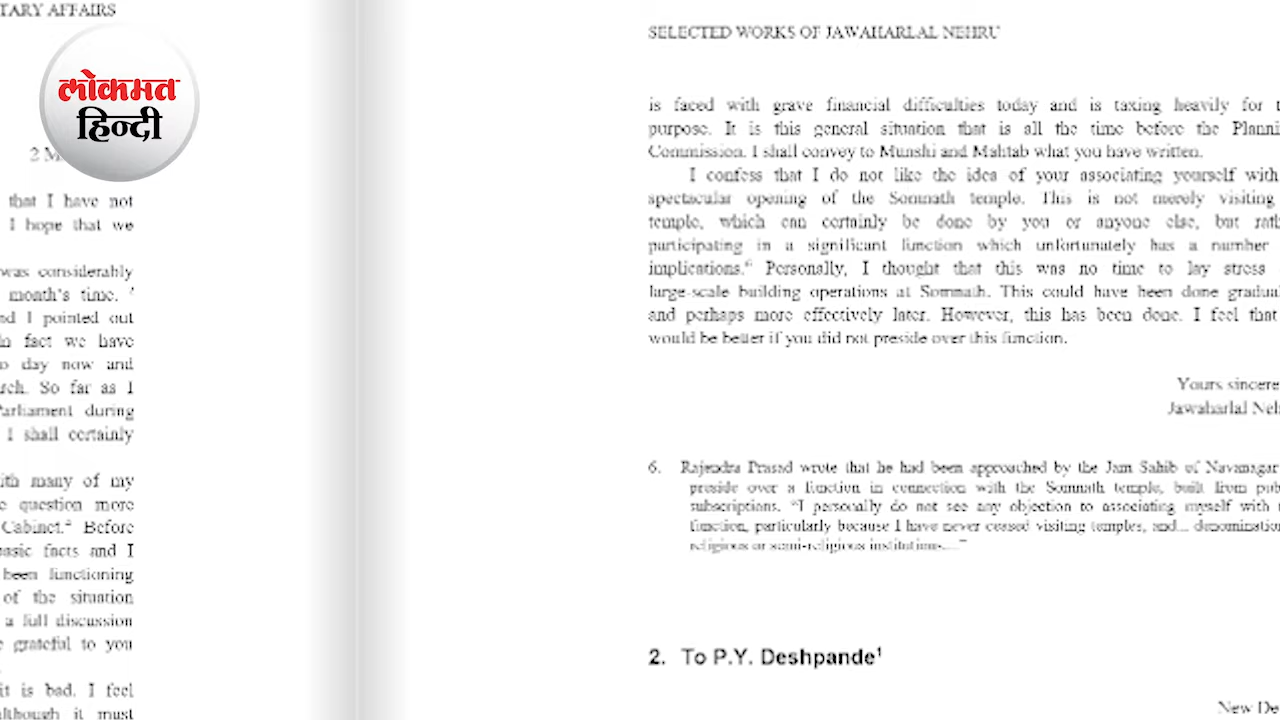 TARY AFFAIRS
लोकमत
हिन्दी
2 M
that I have not
I hope that we
was considerably
month's time.
nd I pointed out
In fact we have
o day now and
rch. So far as I
Parliament during
I shall certainly
ith many of my
e question more
Cabinet.² Before
basic facts and I
been functioning
of the situation
a full discussion
e grateful to you
it is bad. I feel
although it must
SELECTED WORKS OF JAWAHARLAL NEHRU
is faced with grave financial difficulties today and is taxing heavily for t
purpose. It is this general situation that is all the time before the Planni
Commission. I shall convey to Munshi and Mahtab what you have written.
I confess that I do not like the idea of your associating yourself with
spectacular opening of the Somnath temple. This is not merely visiting
temple, which can certainly be done by you or anyone else, but rath
participating in a significant function which unfortunately has a number
implications.⁶ Personally, I thought that this was no time to lay stress
large-scale building operations at Somnath. This could have been done gradual
and perhaps more effectively later. However, this has been done. I feel that
would be better if you did not preside over this function.
Yours sincere
Jawaharlal Neh
6. Rajendra Prasad wrote that he had been approached by the Jam Sahib of Navanagar
preside over a function in connection with the Somnath temple, built from pub
subscriptions. "I personally do not see any objection to associating myself with t
function, particularly because I have never ceased visiting temples, and... denomination
religious or semi-religious institutions...."
2. To P.Y. Deshpande¹
New De